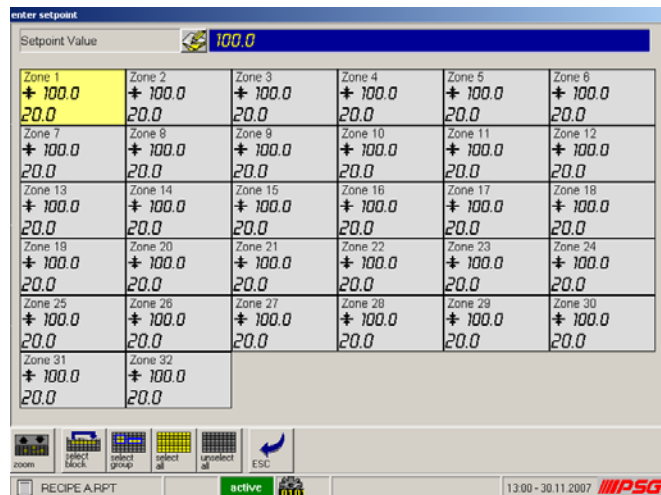 enter setpoint
Setpoint Value 100.0
Zone 1 Zone 2 Zone 3 Zone 4 Zone 5 Zone 6
100.0 100.0 100.0 100.0 100.0 100.0
20.0 20.0 20.0 20.0 20.0 20.0
Zone 7 Zone 8 Zone 9 Zone 10 Zone 11 Zone 12
100.0 100.0 100.0 100.0 100.0 100.0
20.0 20.0 20.0 20.0 20.0 20.0
Zone 13 Zone 14 Zone 15 Zone 16 Zone 17 Zone 18
100.0 100.0 100.0 100.0 100.0 100.0
20.0 20.0 20.0 20.0 20.0 20.0
Zone 19 Zone 20 Zone 21 Zone 22 Zone 23 Zone 24
100.0 100.0 100.0 100.0 100.0 100.0
20.0 20.0 20.0 20.0 20.0 20.0
Zone 25 Zone 26 Zone 27 Zone 28 Zone 29 Zone 30
100.0 100.0 100.0 100.0 100.0 100.0
20.0 20.0 20.0 20.0 20.0 20.0
Zone 31 Zone 32
100.0 100.0
20.0 20.0
zoom select block select group select all unselect all ESC
RECIPEA.RPT active 010 13:00 - 30.11.2007 PSG